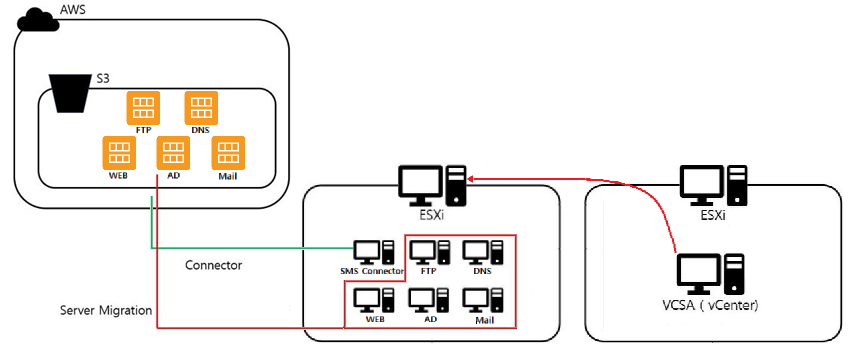 AWS
S3
FTP
DNS
WEB
AD
Mail
ESXi
ESXi
SMS Connector
FTP
DNS
Connector
VCSA ( vCenter)
Server Migration
WEB
AD
Mail